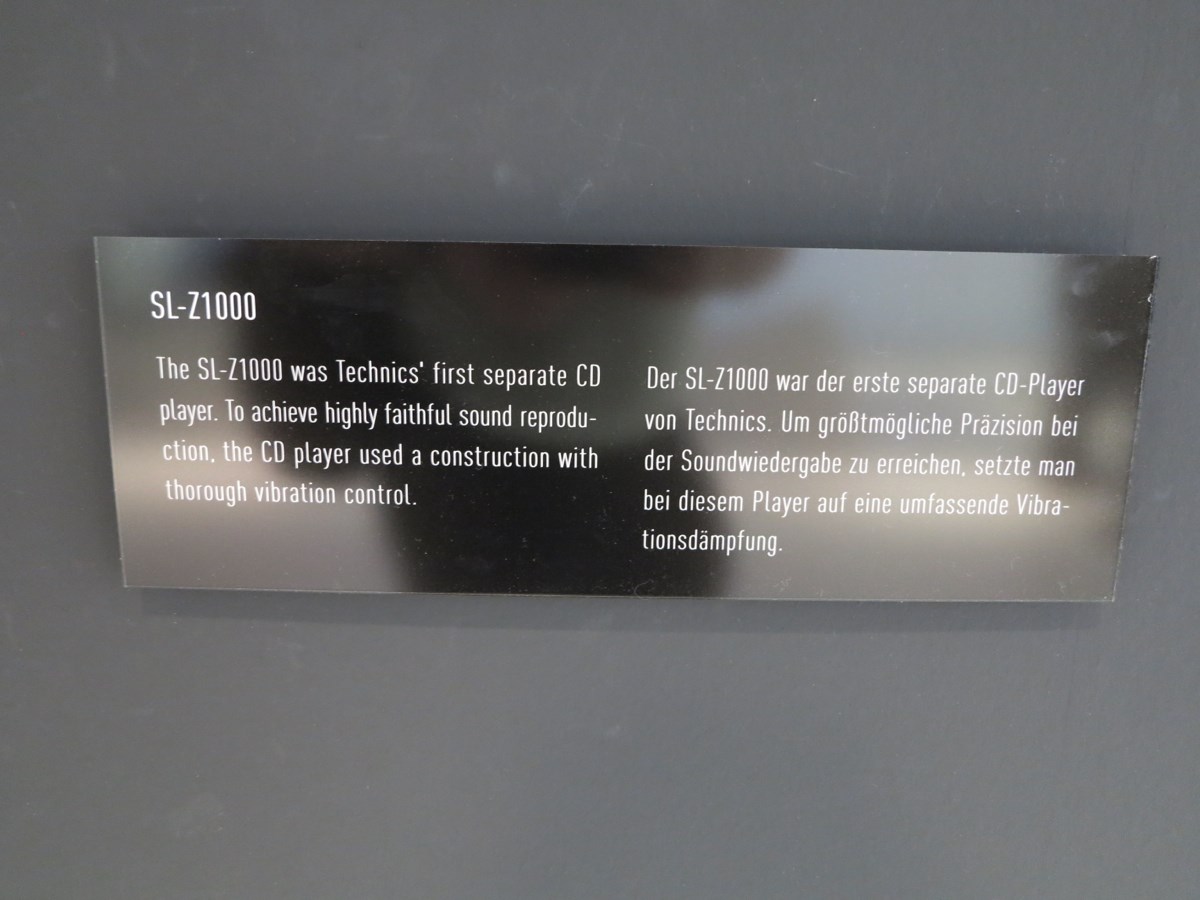 SL-Z1000
The SL-Z1000 was Technics' first separate CD
player. To achieve highly faithful sound reprodu-
ction, the CD player used a construction with
thorough vibration control.
Der SL-Z1000 war der erste separate CD-Player
von Technics. Um größtmögliche Präzision bei
der Soundwiedergabe zu erreichen, setzte man
bei diesem Player auf eine umfassende Vibra-
tionsdämpfung.